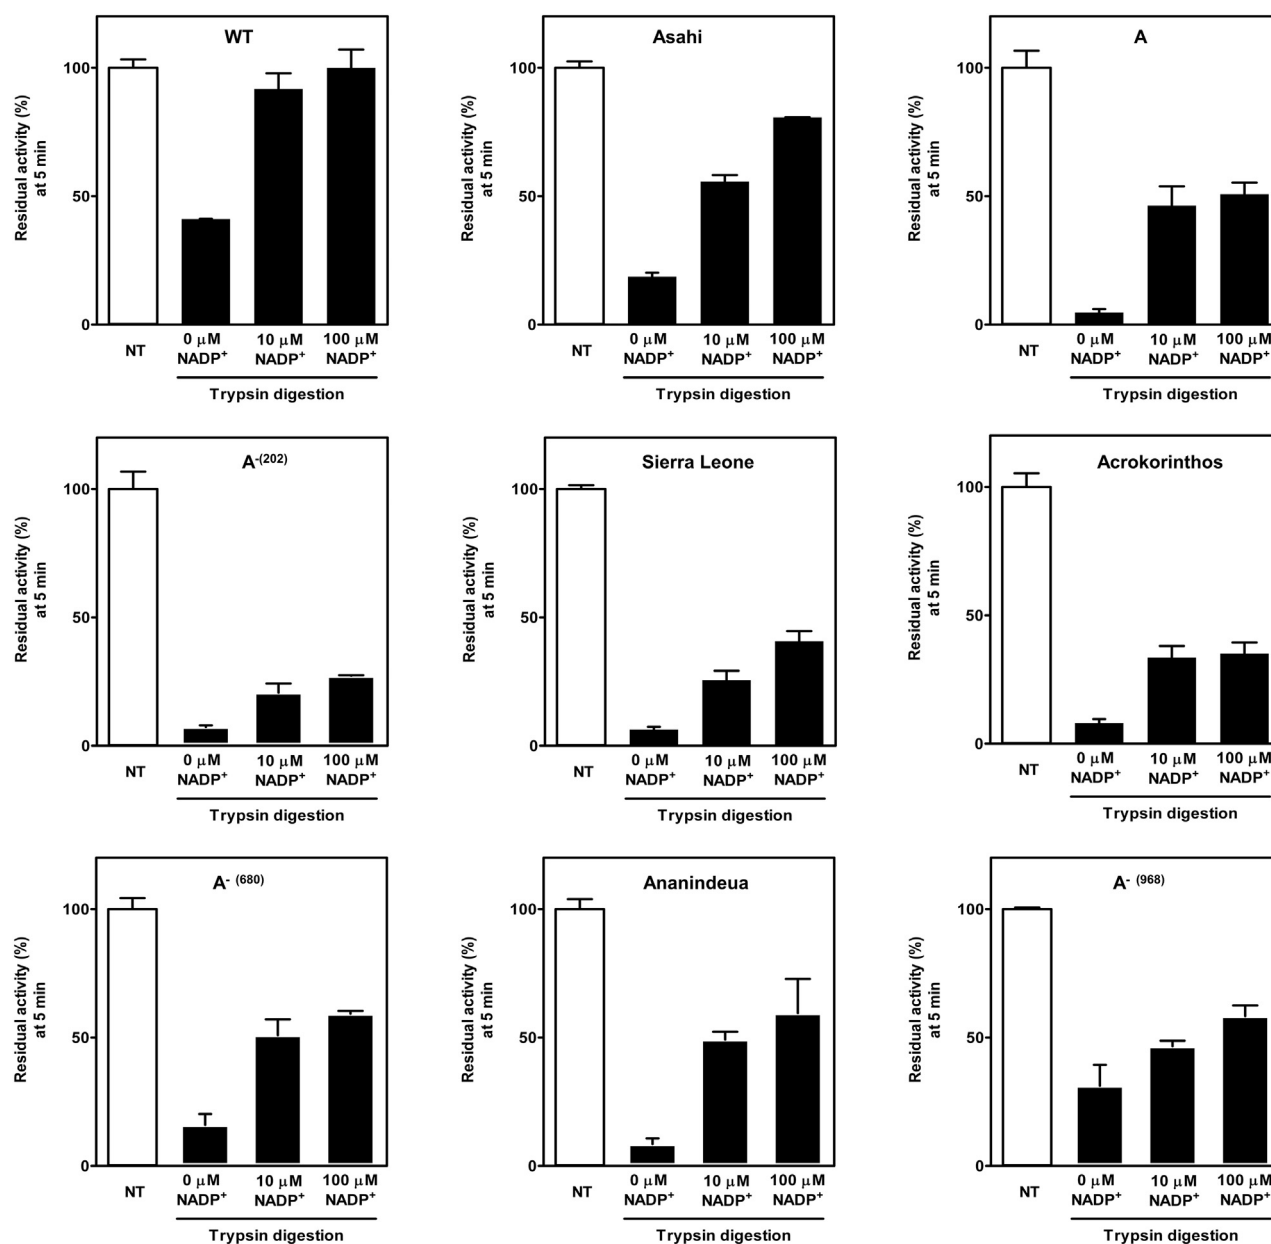 WT
Residual activity (%)
at 5 min
100
50
0
NT
0 μM
NADP⁺
10 μM
NADP⁺
100 μM
NADP⁺
Trypsin digestion
Asahi
Residual activity (%)
at 5 min
100
50
0
NT
0 μM
NADP⁺
10 μM
NADP⁺
100 μM
NADP⁺
Trypsin digestion
A
Residual activity (%)
at 5 min
100
50
0
NT
0 μM
NADP⁺
10 μM
NADP⁺
100 μM
NADP⁺
Trypsin digestion
A-(202)
Residual activity (%)
at 5 min
100
50
0
NT
0 μM
NADP⁺
10 μM
NADP⁺
100 μM
NADP⁺
Trypsin digestion
Sierra Leone
Residual activity (%)
at 5 min
100
50
0
NT
0 μM
NADP⁺
10 μM
NADP⁺
100 μM
NADP⁺
Trypsin digestion
Acrokorinthos
Residual activity (%)
at 5 min
100
50
0
NT
0 μM
NADP⁺
10 μM
NADP⁺
100 μM
NADP⁺
Trypsin digestion
A- (680)
Residual activity (%)
at 5 min
100
50
0
NT
0 μM
NADP⁺
10 μM
NADP⁺
100 μM
NADP⁺
Trypsin digestion
Ananindeua
Residual activity (%)
at 5 min
100
50
0
NT
0 μM
NADP⁺
10 μM
NADP⁺
100 μM
NADP⁺
Trypsin digestion
A- (968)
Residual activity (%)
at 5 min
100
50
0
NT
0 μM
NADP⁺
10 μM
NADP⁺
100 μM
NADP⁺
Trypsin digestion